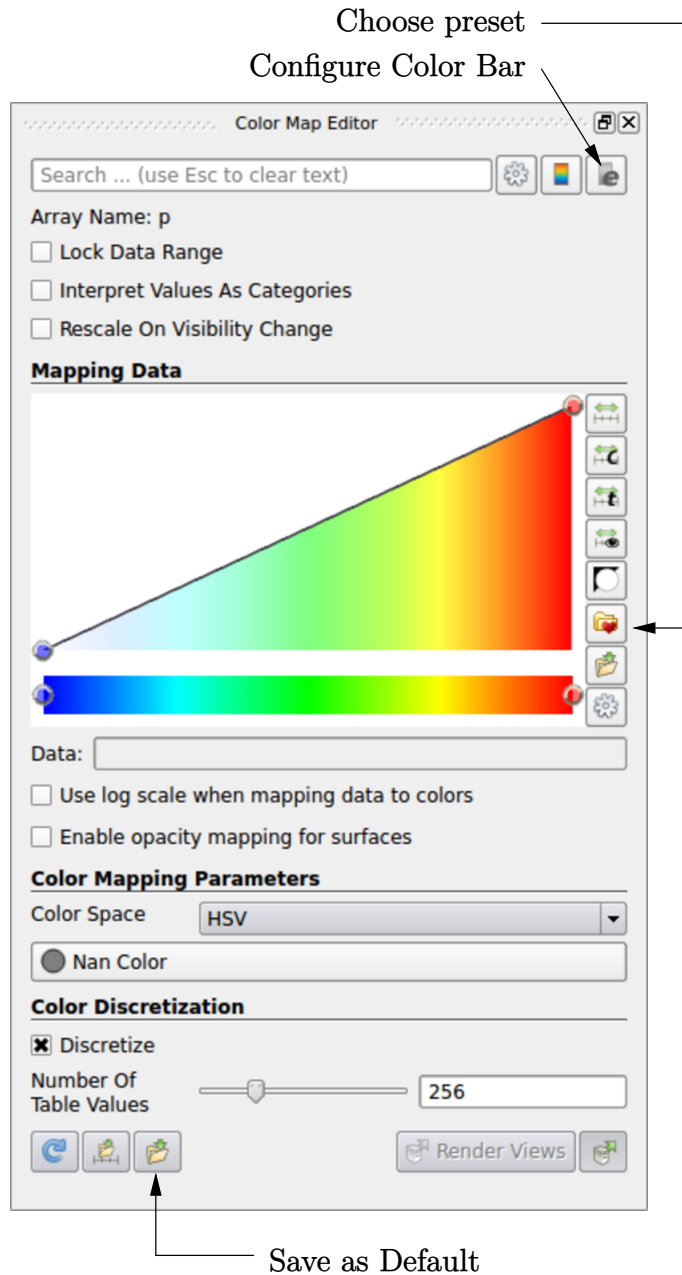 Choose preset
Configure Color Bar
Color Map Editor
Search ... (use Esc to clear text)
e
Array Name: p
Lock Data Range
Interpret Values As Categories
Rescale On Visibility Change
Mapping Data
C
t
Data:
Use log scale when mapping data to colors
Enable opacity mapping for surfaces
Color Mapping Parameters
Color Space HSV
Nan Color
Color Discretization
Discretize
Number Of
Table Values 256
Render Views
Save as Default